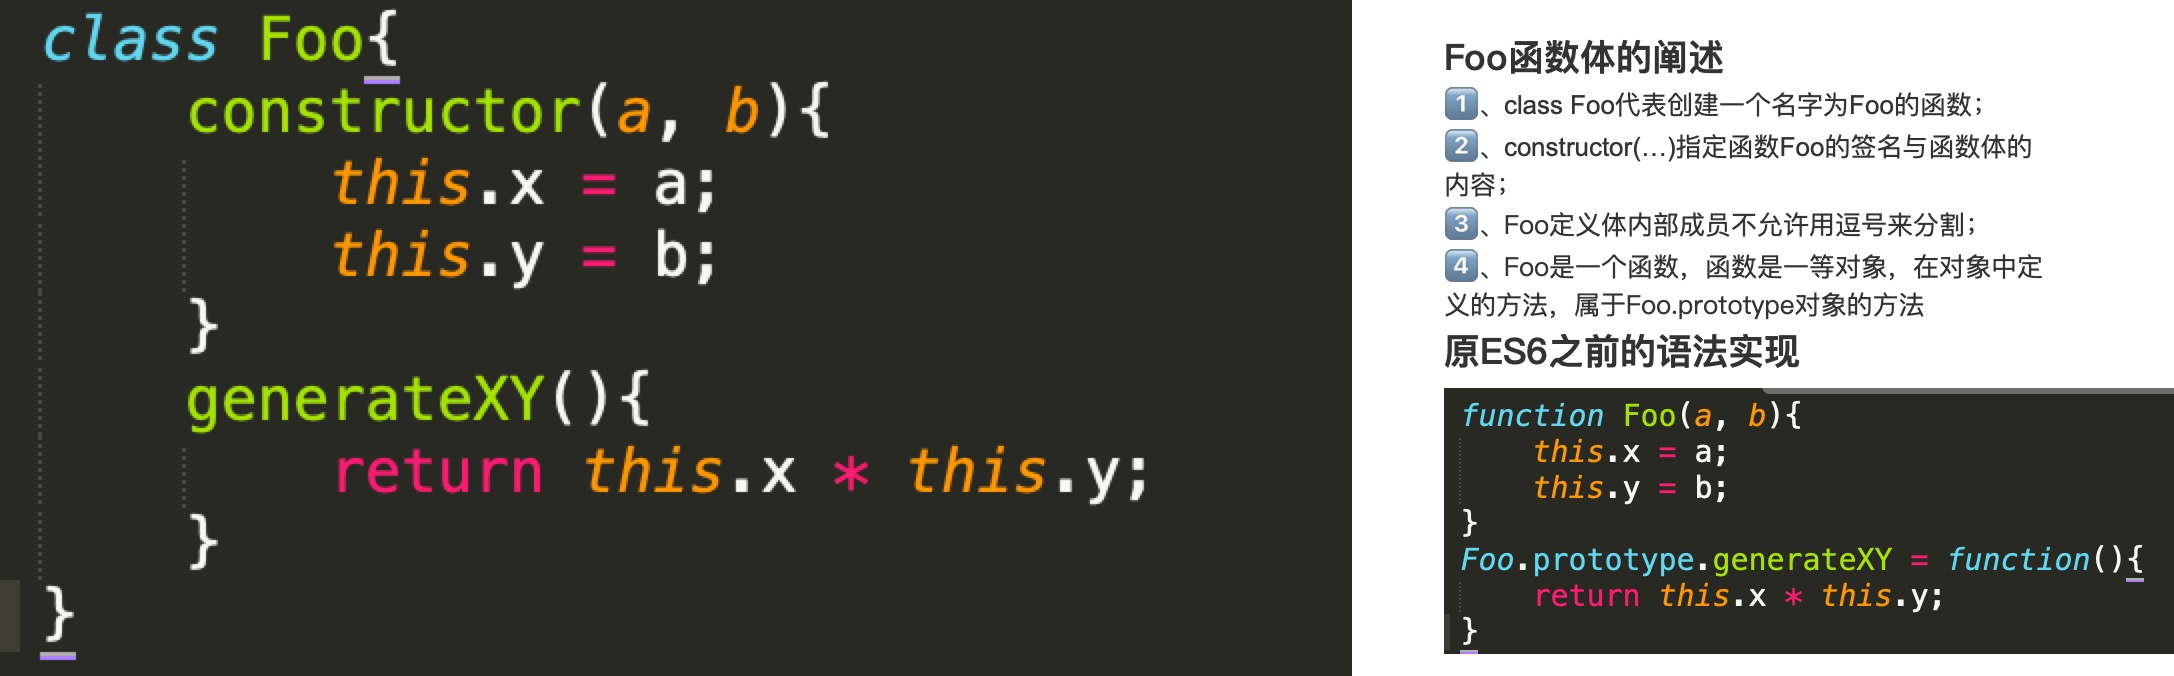 class Foo{
constructor(a, b){
this.x = a;
this.y = b;
}
generateXY(){
return this.x * this.y;
}
}
Foo函数体的阐述
1、class Foo代表创建一个名字为Foo的函数；
2、constructor(…)指定函数Foo的签名与函数体的
内容；
3、Foo定义体内部成员不允许用逗号来分割；
4、Foo是一个函数，函数是一等对象，在对象中定
义的方法，属于Foo.prototype对象的方法
原ES6之前的语法实现
function Foo(a, b){
this.x = a;
this.y = b;
}
Foo.prototype.generateXY = function(){
return this.x * this.y;
}